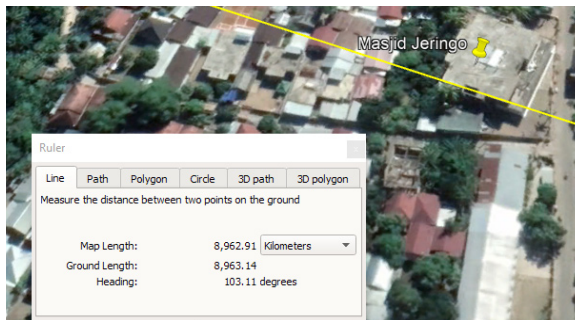 Masjid Jeringo
Ruler
Line Path Polygon Circle 3D path 3D polygon
Measure the distance between two points on the ground
Map Length: 8,962.91 Kilometers
Ground Length: 8,963.14
Heading: 103.11 degrees